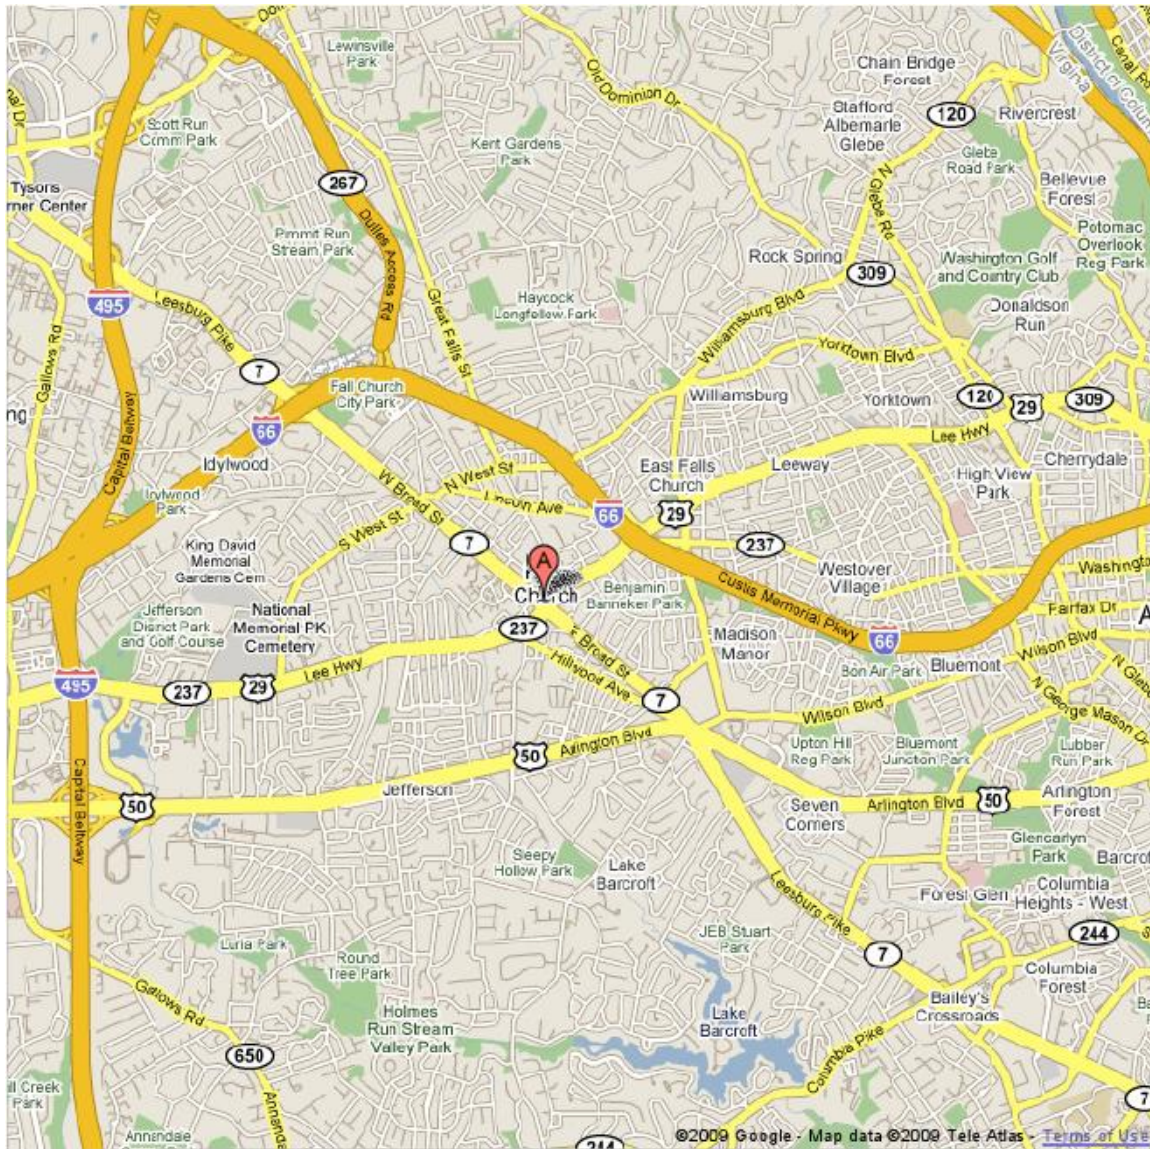 Lewinsville
Park
Old Dominion Dr
Chain Bridge
Forest
Virginia
Canal Rd
Stafford
Albemarle
Glebe
120
Rivercrest
Scott Run
Comm Park
Kent Gardens
Park
Glebe
Road Park
Tysons
rner Center
267
N Glebe Rd
Bellevue
Forest
Pimmit Run
Stream Park
Dulles Access Rd
Rock Spring
309
Washington Golf
and Country Club
Potomac
Overlook
Reg Park
495
Leesburg Pike
Haycock
Longfellow Park
Great Falls St
Williamsburg Blvd
Donaldson
Run
Gallows Rd
7
Yorktown Blvd
Fall Church
City Park
Williamsburg
Yorktown
120
29
309
66
Capital Beltway
Lee Hwy
Idylwood
N West St
W Broad St
East Falls
Church
Leeway
High View
Park
Cherrydale
Idylwood
Park
Lincoln Ave
66
29
S West St
7
237
King David
Memorial
Gardens Cem
A
Church
Benjamin
Banneker Park
Custis Memorial Pkwy
Westover
Village
Washington
Jefferson
District Park
and Golf Course
National
Memorial PK
Cemetery
237
E Broad St
Madison
Manor
66
Fairfax Dr
Wilson Blvd
Lee Hwy
Hillwood Ave
Bon Air Park
Bluemont
495
237
29
7
Wilson Blvd
N Glebe
N George Mason Dr
50
Arlington Blvd
Upton Hill
Reg Park
Bluemont
Junction Park
Lubber
Run Park
Capital Beltway
50
Jefferson
Seven
Corners
Arlington Blvd
50
Arlington
Forest
Sleepy
Hollow Park
Lake
Barcroft
Glencarlyn
Park
Barcroft
Leesburg Pike
Forest Glen
Columbia
Heights - West
Luria Park
JEB Stuart
Park
244
Round
Tree Park
7
Columbia
Forest
Gallows Rd
Holmes
Run Stream
Valley Park
Lake
Barcroft
Bailey's
Crossroads
650
Columbia Pike
ill Creek
Park
Annanda
7
Annandale
244
©2009 Google - Map data ©2009 Tele Atlas - Terms of Use